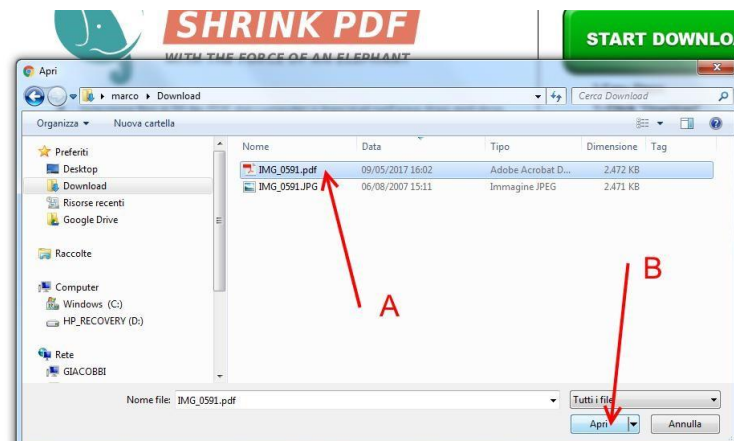 SHRINK PDF
WITH THE FORCE OF AN ELEPHANT
START DOWNLO
Apri
marco Download
Cerca Download
Organizza Nuova cartella
Nome Data Tipo Dimensione Tag
Preferiti
Desktop
Download
Risorse recenti
Google Drive
Raccolte
Computer
Windows (C:)
HP_RECOVERY (D:)
Rete
GIACOBBI
IMG_0591.pdf 09/05/2017 16:02 Adobe Acrobat D... 2.472 KB
IMG_0591.JPG 06/08/2007 15:11 Immagine JPEG 2.471 KB
A
B
Nome file: IMG_0591.pdf
Tutti i file
Apri Annulla